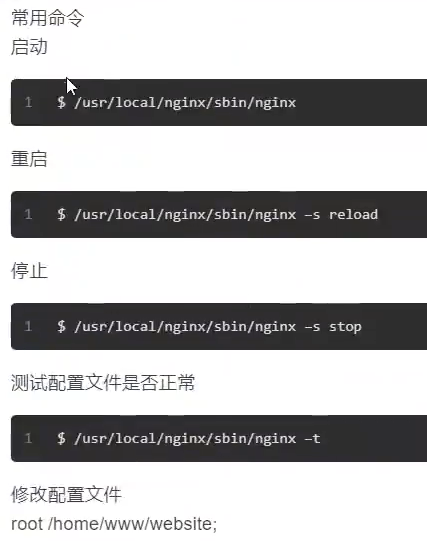 常用命令
启动
1 $ /usr/local/nginx/sbin/nginx
重启
1 $ /usr/local/nginx/sbin/nginx –s reload
停止
1 $ /usr/local/nginx/sbin/nginx –s stop
测试配置文件是否正常
1 $ /usr/local/nginx/sbin/nginx –t
修改配置文件
root /home/www/website;